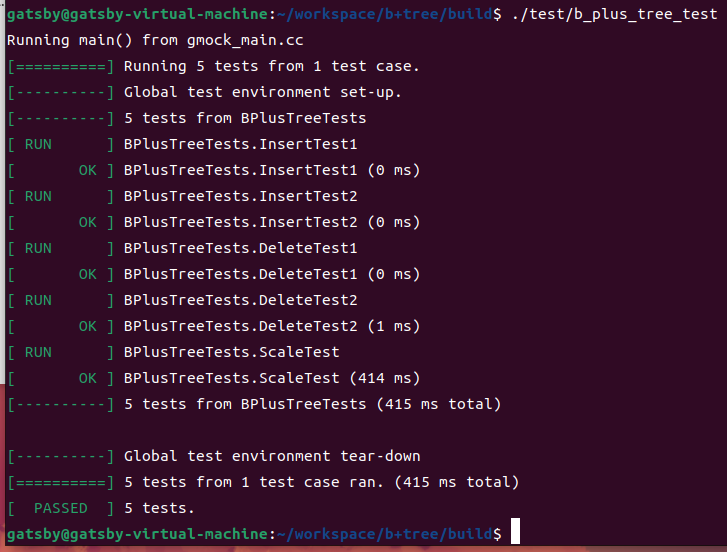 gatsby@gatsby-virtual-machine:~/workspace/b+tree/build$ ./test/b_plus_tree_test
Running main() from gmock_main.cc
[==========] Running 5 tests from 1 test case.
[----------] Global test environment set-up.
[----------] 5 tests from BPlusTreeTests
[ RUN      ] BPlusTreeTests.InsertTest1
[       OK ] BPlusTreeTests.InsertTest1 (0 ms)
[ RUN      ] BPlusTreeTests.InsertTest2
[       OK ] BPlusTreeTests.InsertTest2 (0 ms)
[ RUN      ] BPlusTreeTests.DeleteTest1
[       OK ] BPlusTreeTests.DeleteTest1 (0 ms)
[ RUN      ] BPlusTreeTests.DeleteTest2
[       OK ] BPlusTreeTests.DeleteTest2 (1 ms)
[ RUN      ] BPlusTreeTests.ScaleTest
[       OK ] BPlusTreeTests.ScaleTest (414 ms)
[----------] 5 tests from BPlusTreeTests (415 ms total)

[----------] Global test environment tear-down
[==========] 5 tests from 1 test case ran. (415 ms total)
[  PASSED  ] 5 tests.
gatsby@gatsby-virtual-machine:~/workspace/b+tree/build$